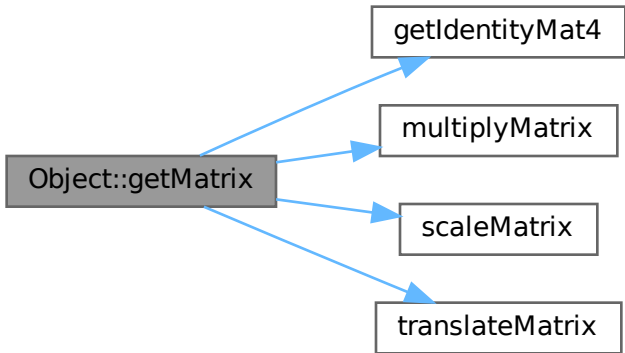 getIdentityMat4
multiplyMatrix
Object::getMatrix
scaleMatrix
translateMatrix